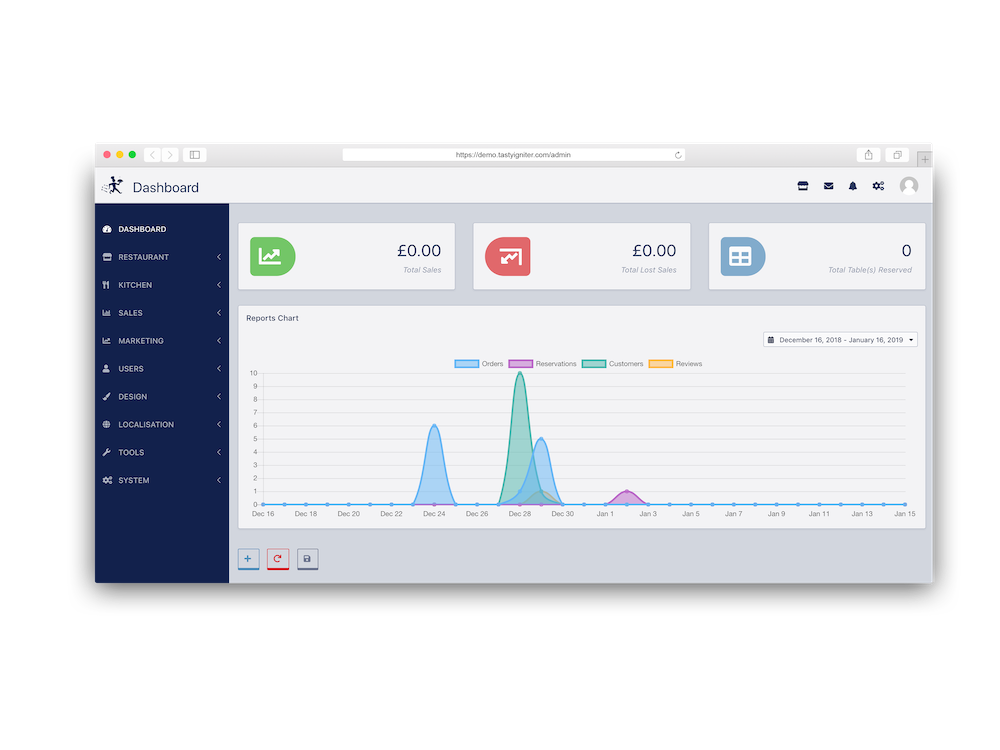 https://demo.tastyigniter.com/admin
Dashboard
DASHBOARD
RESTAURANT
KITCHEN
SALES
MARKETING
USERS
DESIGN
LOCALISATION
TOOLS
SYSTEM
£0.00
Total Sales
£0.00
Total Lost Sales
0
Total Table(s) Reserved
Reports Chart
December 16, 2018 - January 16, 2019
Orders Reservations Customers Reviews
10
9
8
7
6
5
4
3
2
1
0
Dec 16 Dec 18 Dec 20 Dec 22 Dec 24 Dec 26 Dec 28 Dec 30 Jan 1 Jan 3 Jan 5 Jan 7 Jan 9 Jan 11 Jan 13 Jan 15